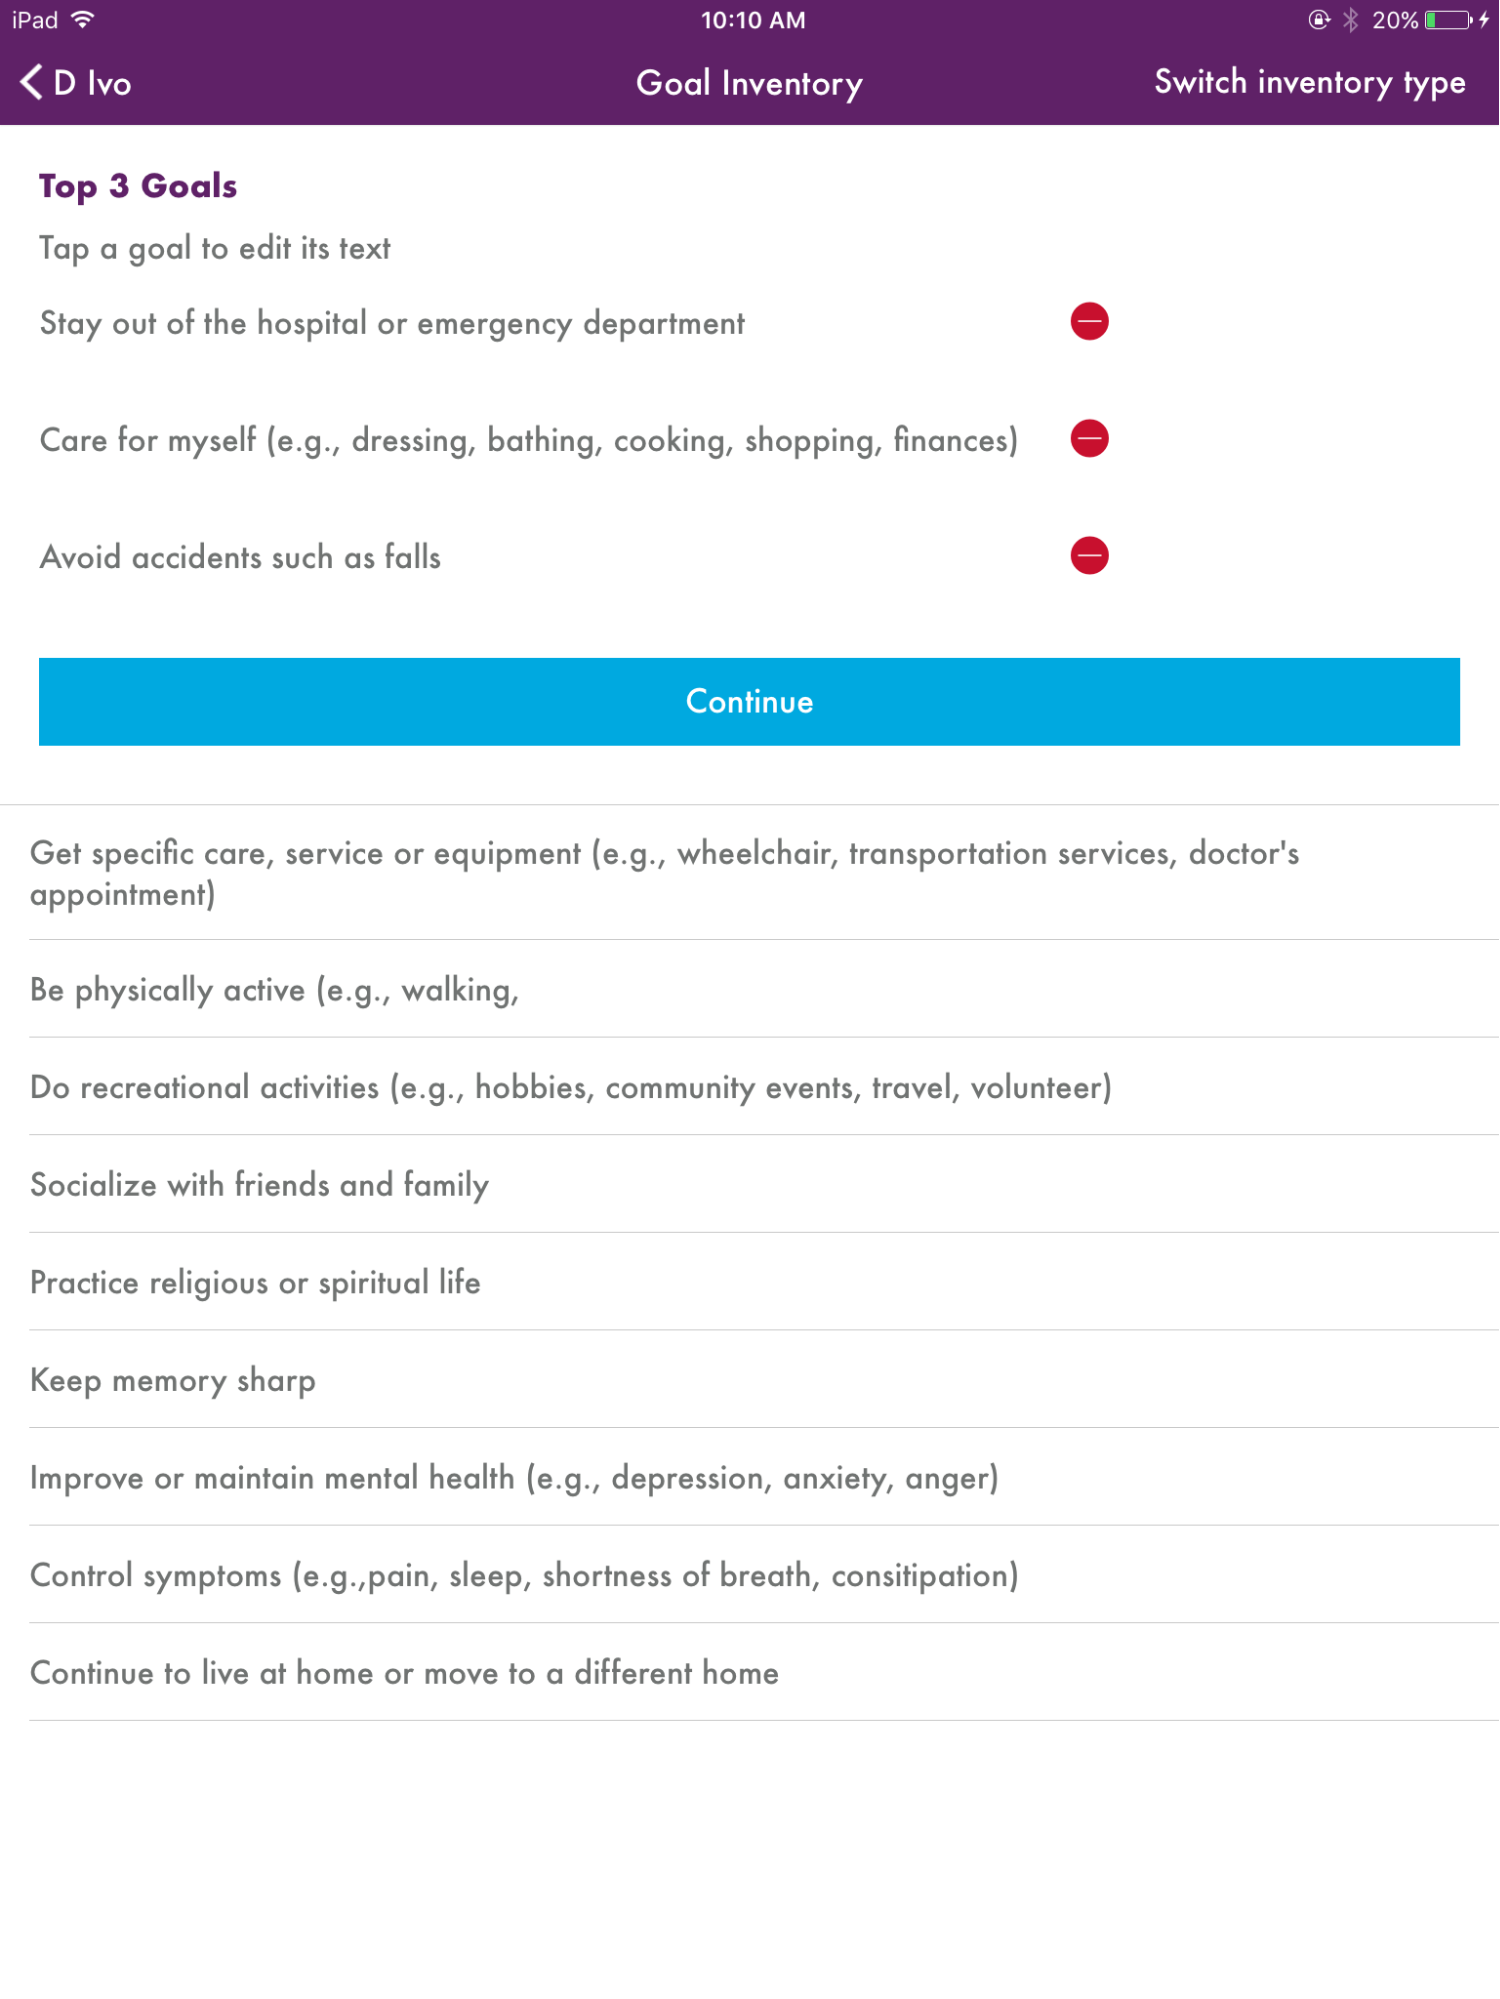 iPad 10:10 AM 20%
D Ivo Goal Inventory Switch inventory type
Top 3 Goals
Tap a goal to edit its text
Stay out of the hospital or emergency department
Care for myself (e.g., dressing, bathing, cooking, shopping, finances)
Avoid accidents such as falls
Continue
Get specific care, service or equipment (e.g., wheelchair, transportation services, doctor's
appointment)
Be physically active (e.g., walking,
Do recreational activities (e.g., hobbies, community events, travel, volunteer)
Socialize with friends and family
Practice religious or spiritual life
Keep memory sharp
Improve or maintain mental health (e.g., depression, anxiety, anger)
Control symptoms (e.g.,pain, sleep, shortness of breath, consitipation)
Continue to live at home or move to a different home